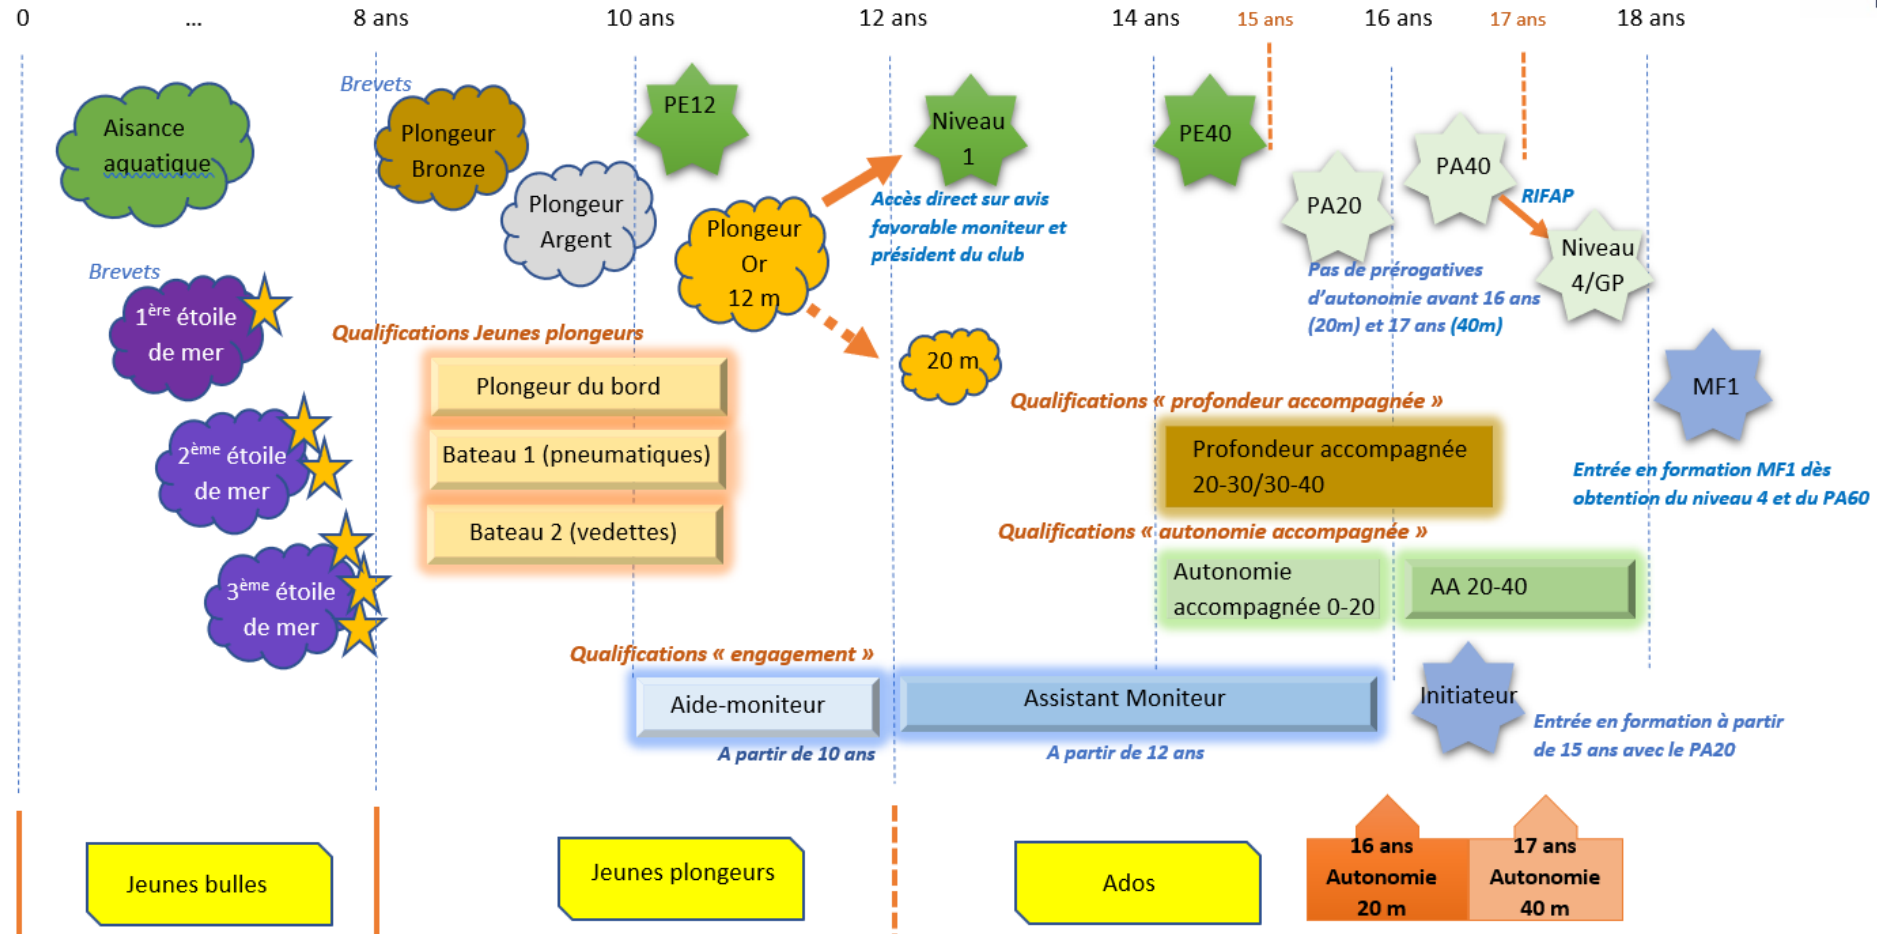 0
...
8 ans
10 ans
12 ans
14 ans
15 ans
16 ans
17 ans
18 ans
Aisance
aquatique
Brevets
Plongeur
Bronze
Plongeur
Argent
PE12
Plongeur
Or
12 m
Niveau
1
Accès direct sur avis
favorable moniteur et
président du club
20 m
PE40
PA20
PA40
RIFAP
Niveau
4/GP
Pas de prérogatives
d’autonomie avant 16 ans
(20m) et 17 ans (40m)
MF1
Entrée en formation MF1 dès
obtention du niveau 4 et du PA60
Brevets
1ère étoile
de mer
2ème étoile
de mer
3ème étoile
de mer
Qualifications Jeunes plongeurs
Plongeur du bord
Bateau 1 (pneumatiques)
Bateau 2 (vedettes)
Qualifications « profondeur accompagnée »
Profondeur accompagnée
20-30/30-40
Qualifications « autonomie accompagnée »
Autonomie
accompagnée 0-20
AA 20-40
Qualifications « engagement »
Aide-moniteur
A partir de 10 ans
Assistant Moniteur
A partir de 12 ans
Initiateur
Entrée en formation à partir
de 15 ans avec le PA20
Jeunes bulles
Jeunes plongeurs
Ados
16 ans
Autonomie
20 m
17 ans
Autonomie
40 m